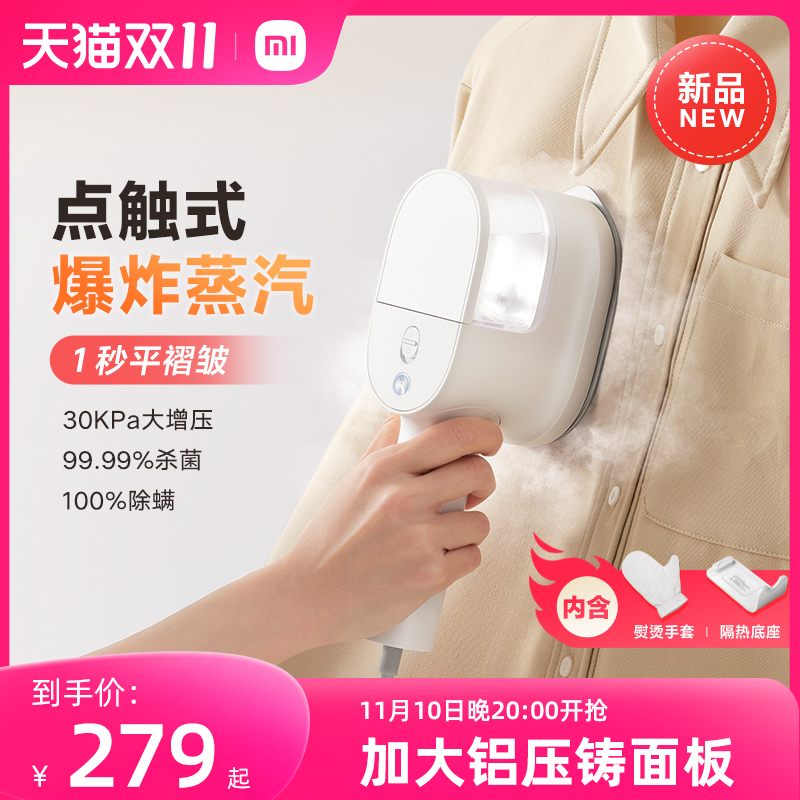 天猫双11
mi
新品
NEW
点触式
爆炸蒸汽
1秒平褶皱
30KPa大增压
99.99%杀菌
100%除螨
内含
熨烫手套
隔热底座
到手价：
¥ 279 起
11月10日晚20:00开抢
加大铝压铸面板